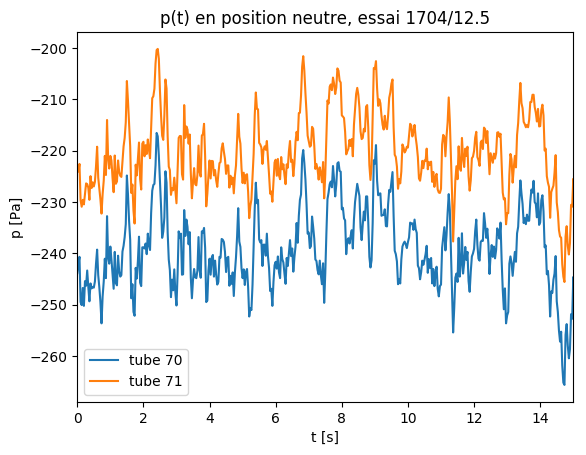 p(t) en position neutre, essai 1704/12.5
p [Pa]
−200
−210
−220
−230
−240
−250
−260
tube 70
tube 71
0 2 4 6 8 10 12 14
t [s]